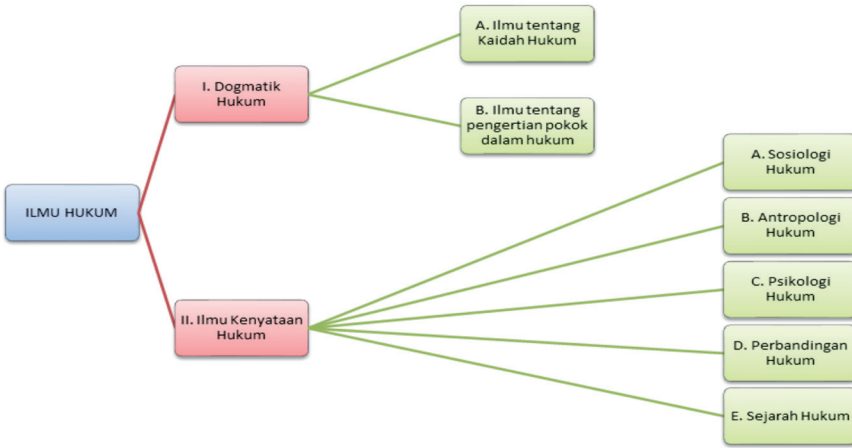 ILMU HUKUM
I. Dogmatik
Hukum
A. Ilmu tentang
Kaidah Hukum
B. Ilmu tentang
pengertian pokok
dalam hukum
II. Ilmu Kenyataan
Hukum
A. Sosiologi
Hukum
B. Antropologi
Hukum
C. Psikologi
Hukum
D. Perbandingan
Hukum
E. Sejarah Hukum